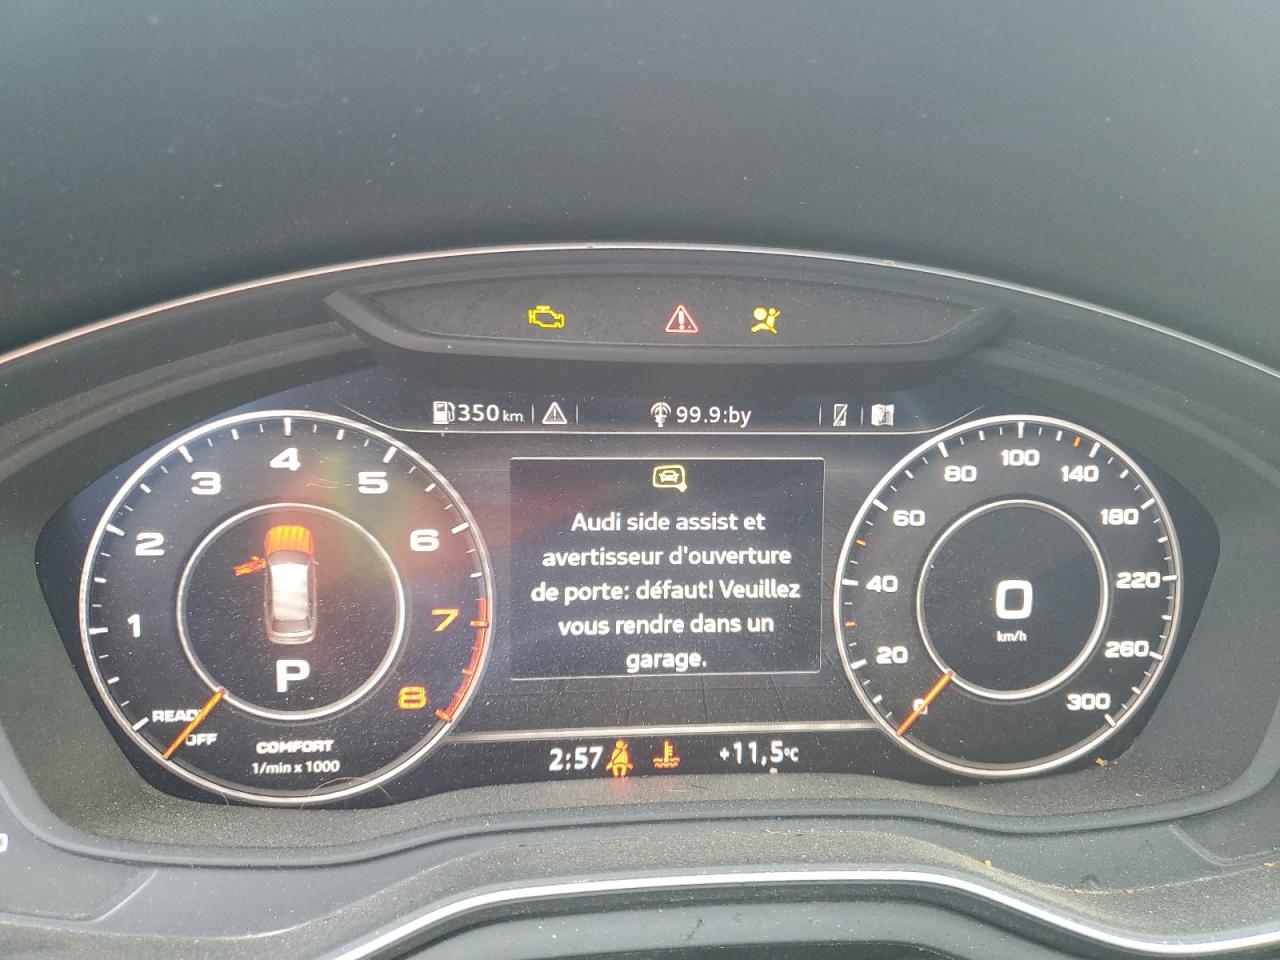 350 km
99.9:by
1
2
3
4
5
6
7
8
READY
OFF
P
COMFORT
1/min x 1000
Audi side assist et
avertisseur d'ouverture
de porte: défaut! Veuillez
vous rendre dans un
garage.
2:57
+11,5°C
0
20
40
60
80
100
140
180
220
260
300
0
km/h